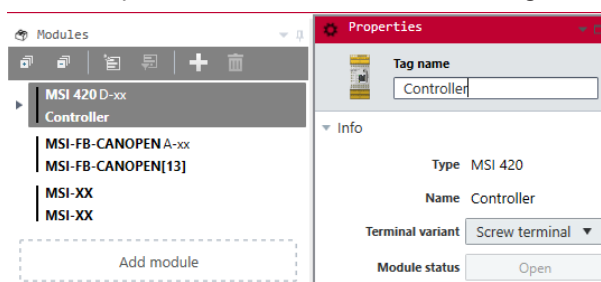 Modules
MSI 420 D-xx
Controller
MSI-FB-CANOPEN A-xx
MSI-FB-CANOPEN[13]
MSI-XX
MSI-XX
Add module
Properties
Tag name
Controller
Info
Type MSI 420
Name Controller
Terminal variant Screw terminal
Module status Open